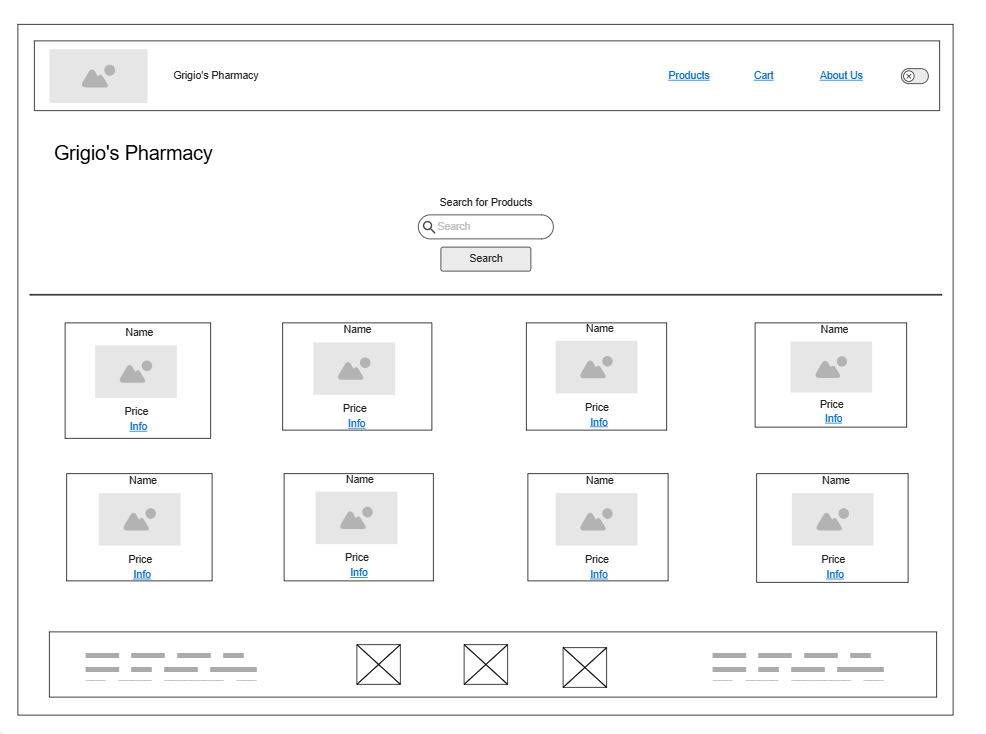 Grigio's Pharmacy
Products
Cart
About Us
Grigio's Pharmacy
Search for Products
Search
Search
Name
Name
Name
Name
Price
Price
Price
Price
Info
Info
Info
Info
Name
Name
Name
Name
Price
Price
Price
Price
Info
Info
Info
Info